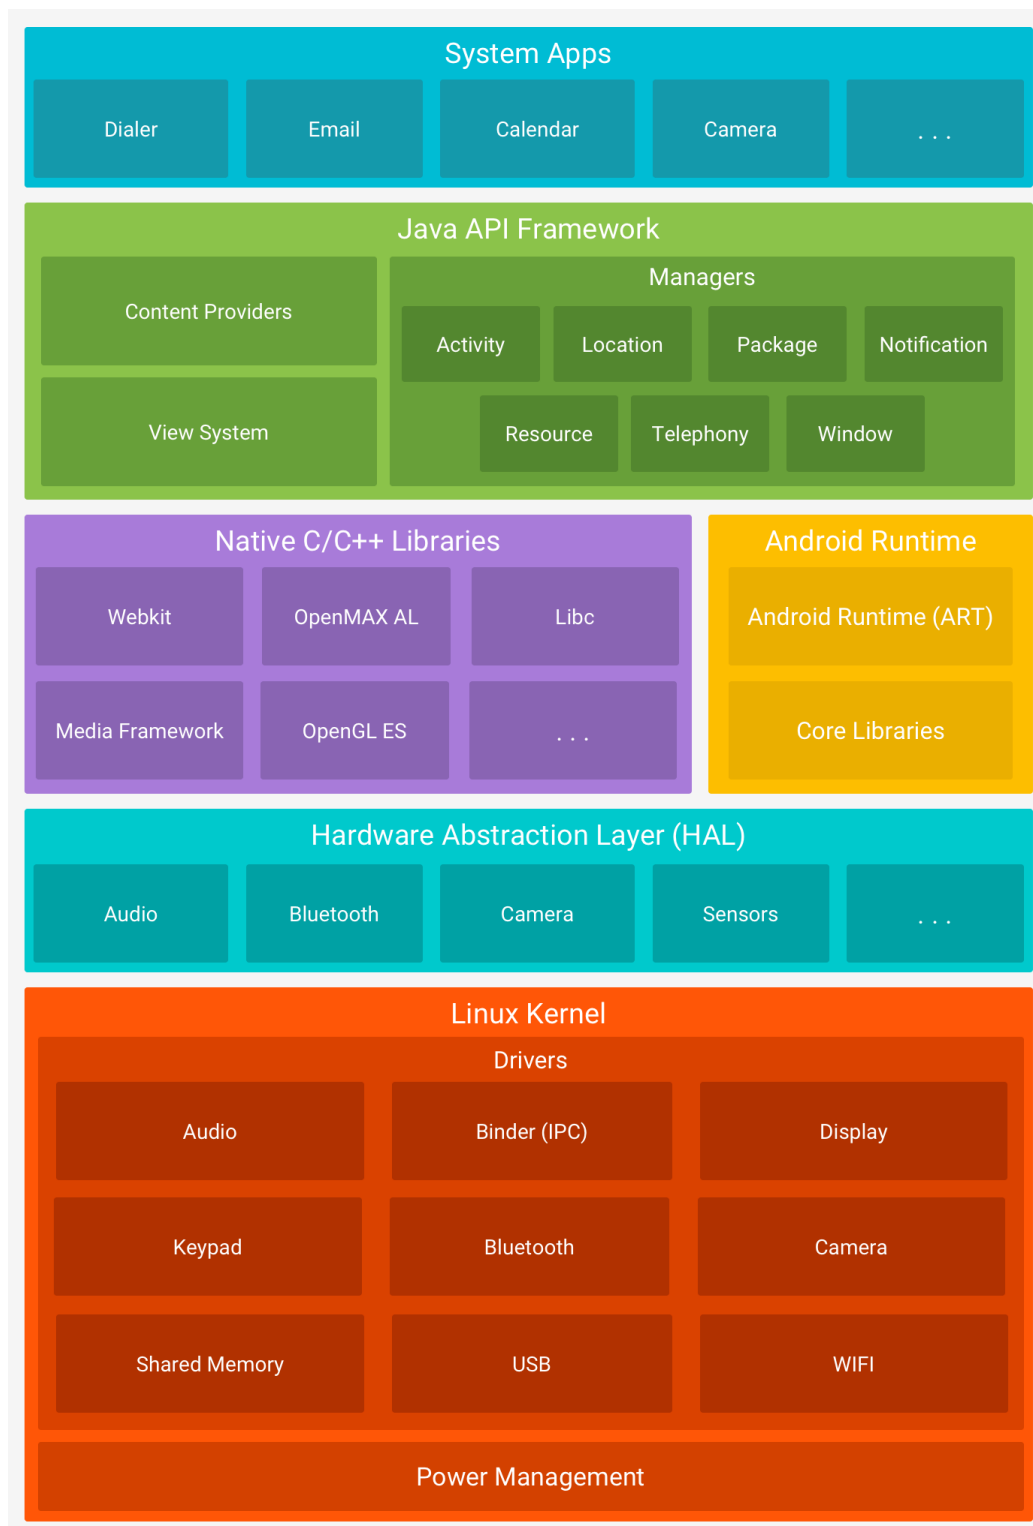 System Apps
Dialer
Email
Calendar
Camera
. . .
Java API Framework
Content Providers
View System
Managers
Activity
Location
Package
Notification
Resource
Telephony
Window
Native C/C++ Libraries
Webkit
OpenMAX AL
Libc
Media Framework
OpenGL ES
. . .
Android Runtime
Android Runtime (ART)
Core Libraries
Hardware Abstraction Layer (HAL)
Audio
Bluetooth
Camera
Sensors
. . .
Linux Kernel
Drivers
Audio
Binder (IPC)
Display
Keypad
Bluetooth
Camera
Shared Memory
USB
WIFI
Power Management